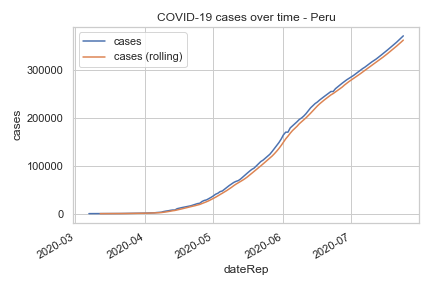 COVID-19 cases over time - Peru
cases
cases (rolling)
300000
200000
100000
0
cases
2020-03
2020-04
2020-05
2020-06
2020-07
dateRep